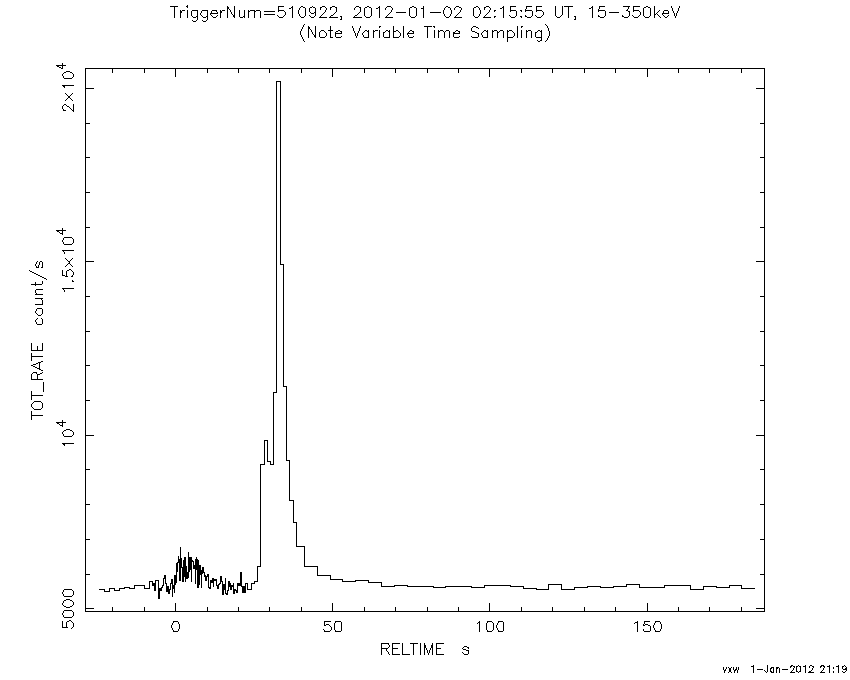 TriggerNum=510922, 2012-01-02 02:15:55 UT, 15-350keV
(Note Variable Time Sampling)
TOT_RATE count/s
2×10⁴
1.5×10⁴
10⁴
5000
0 50 100 150
RELTIME s
vxw 1-Jan-2012 21:19